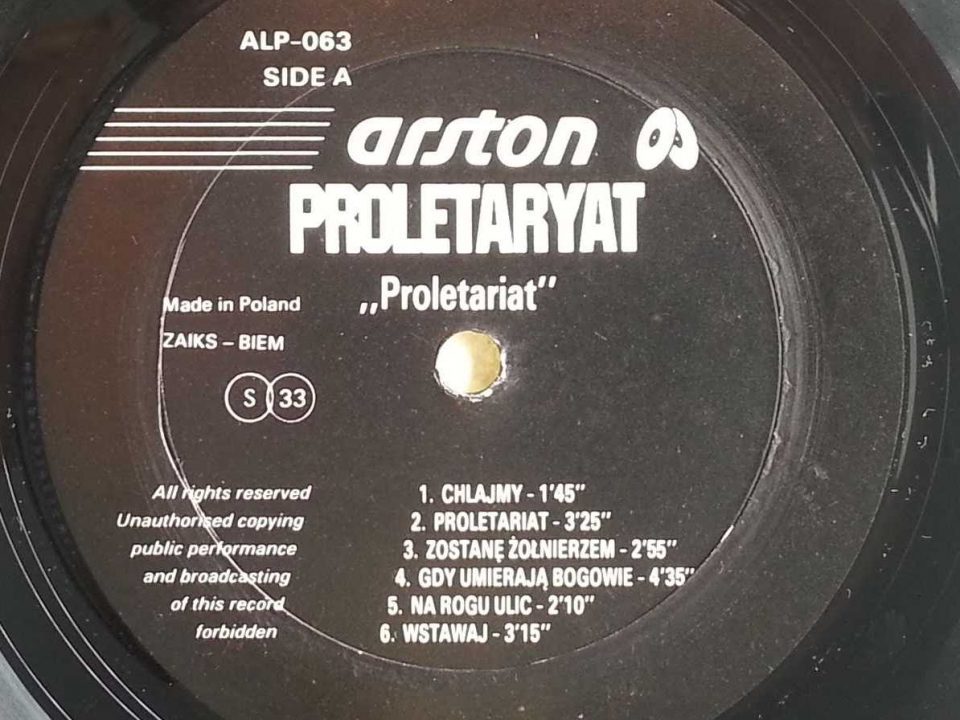 ALP-063
SIDE A
arston
PROLETARYAT
„Proletariat”
Made in Poland
ZAIKS - BIEM
S 33
All rights reserved
Unauthorised copying
public performance
and broadcasting
of this record
forbidden
1. CHLAJMY - 1'45"
2. PROLETARIAT - 3'25"
3. ZOSTANĘ ŻOŁNIERZEM - 2'55"
4. GDY UMIERAJĄ BOGOWIE - 4'35"
5. NA ROGU ULIC - 2'10"
6. WSTAWAJ - 3'15"